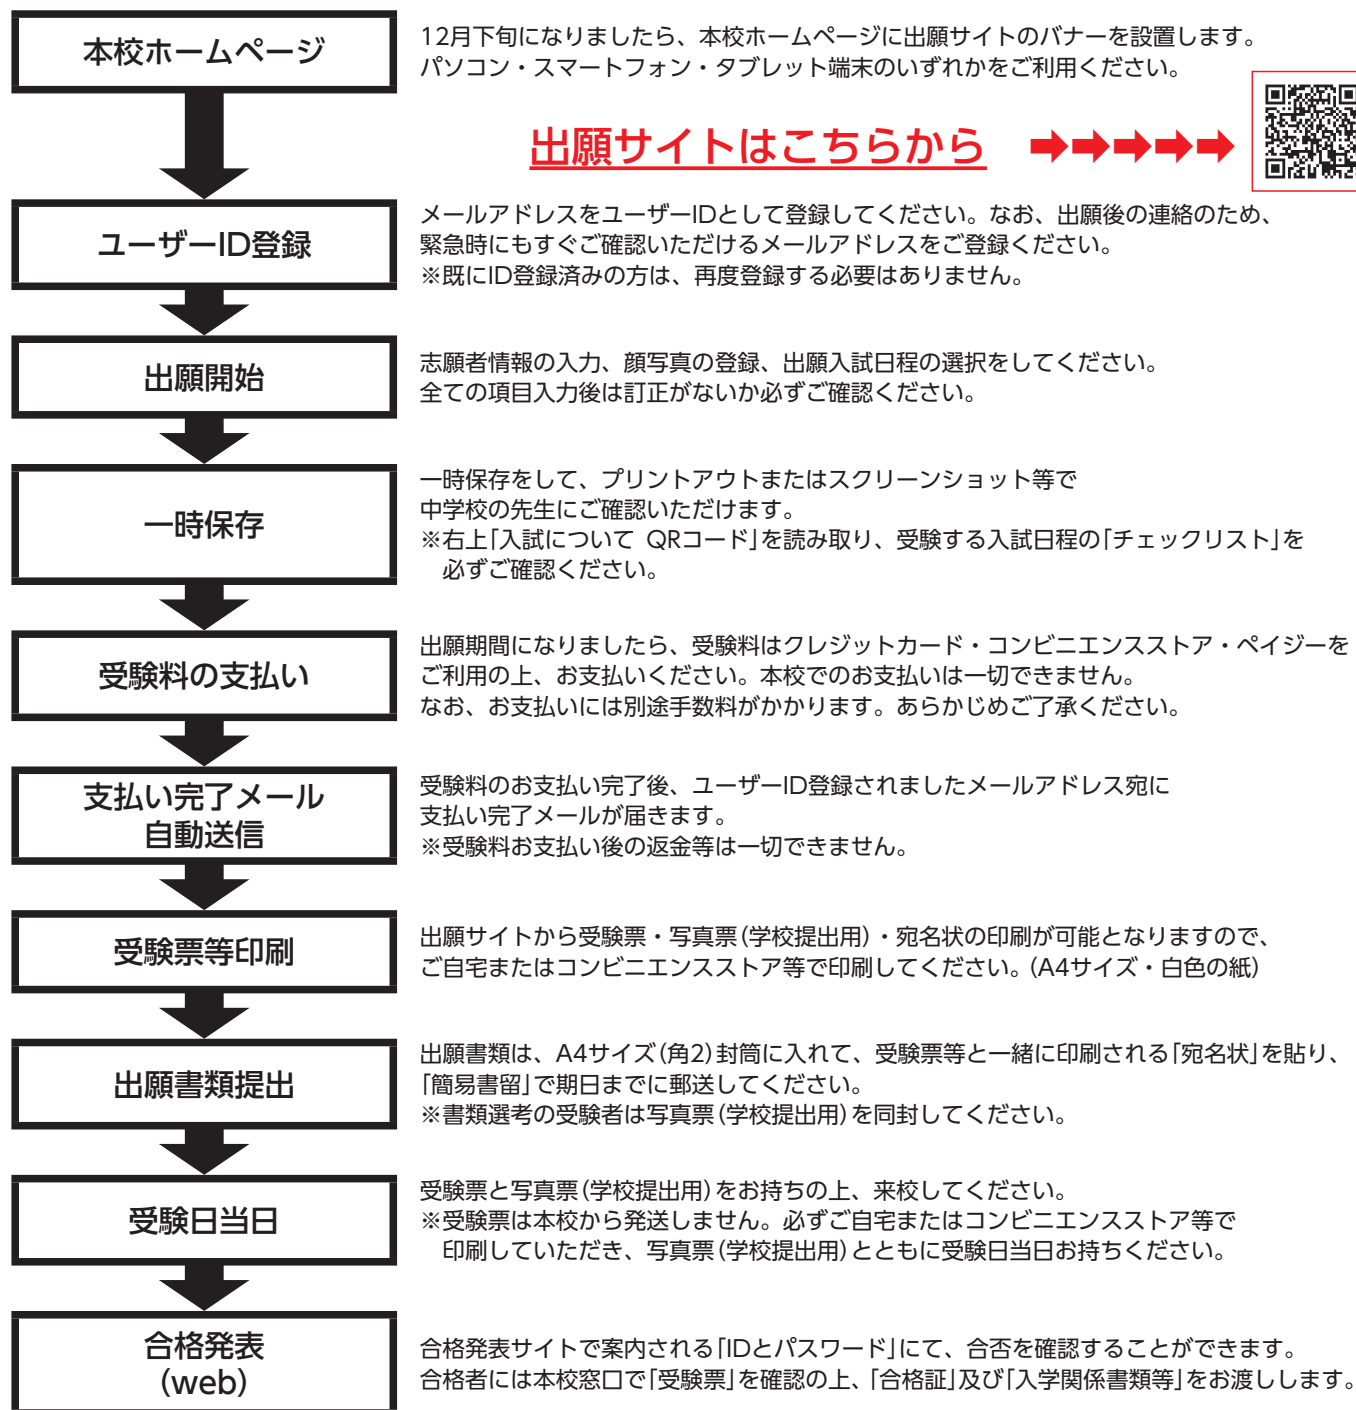 本校ホームページ
12月下旬になりましたら、本校ホームページに出願サイトのバナーを設置します。
パソコン・スマートフォン・タブレット端末のいずれかをご利用ください。
出願サイトはこちらから
ユーザーID登録
メールアドレスをユーザーIDとして登録してください。なお、出願後の連絡のため、
緊急時にもすぐご確認いただけるメールアドレスをご登録ください。
※既にID登録済みの方は、再度登録する必要はありません。
出願開始
志願者情報の入力、顔写真の登録、出願入試日程の選択をしてください。
全ての項目入力後は訂正がないか必ずご確認ください。
一時保存
一時保存をして、プリントアウトまたはスクリーンショット等で
中学校の先生にご確認いただけます。
※右上「入試について QRコード」を読み取り、受験する入試日程の「チェックリスト」を
必ずご確認ください。
受験料の支払い
出願期間になりましたら、受験料はクレジットカード・コンビニエンスストア・ペイジーを
ご利用の上、お支払いください。本校でのお支払いは一切できません。
なお、お支払いには別途手数料がかかります。あらかじめご了承ください。
支払い完了メール
自動送信
受験料のお支払い完了後、ユーザーID登録されましたメールアドレス宛に
支払い完了メールが届きます。
※受験料お支払い後の返金等は一切できません。
受験票等印刷
出願サイトから受験票・写真票(学校提出用)・宛名状の印刷が可能となりますので、
ご自宅またはコンビニエンスストア等で印刷してください。(A4サイズ・白色の紙)
出願書類提出
出願書類は、A4サイズ(角2)封筒に入れて、受験票等と一緒に印刷される「宛名状」を貼り、
「簡易書留」で期日までに郵送してください。
※書類選考の受験者は写真票(学校提出用)を同封してください。
受験日当日
受験票と写真票(学校提出用)をお持ちの上、来校してください。
※受験票は本校から発送しません。必ずご自宅またはコンビニエンスストア等で
印刷していただき、写真票(学校提出用)とともに受験日当日お持ちください。
合格発表
(web)
合格発表サイトで案内される「IDとパスワード」にて、合否を確認することができます。
合格者には本校窓口で「受験票」を確認の上、「合格証」及び「入学関係書類等」をお渡しします。